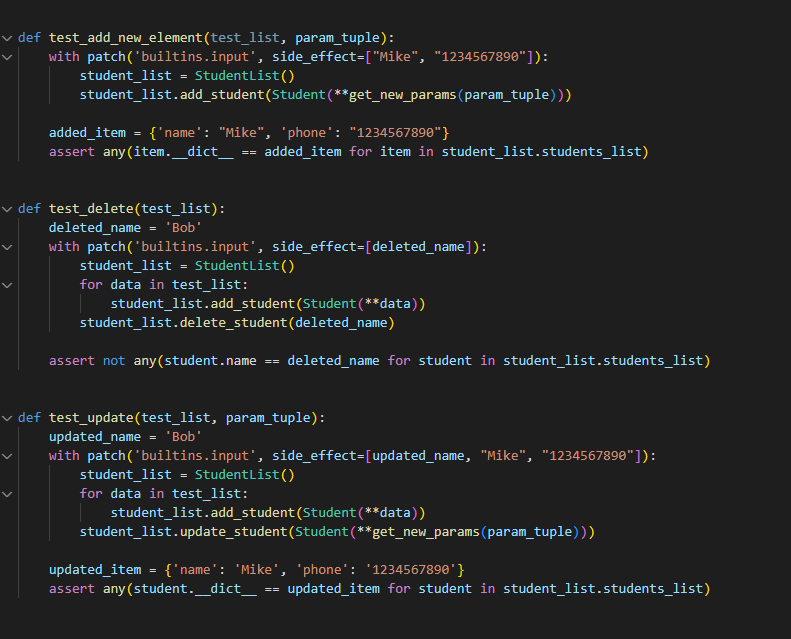 def test_add_new_element(test_list, param_tuple):
    with patch('builtins.input', side_effect=["Mike", "1234567890"]):
        student_list = StudentList()
        student_list.add_student(Student(**get_new_params(param_tuple)))

    added_item = {'name': "Mike", 'phone': "1234567890"}
    assert any(item.__dict__ == added_item for item in student_list.students_list)


def test_delete(test_list):
    deleted_name = 'Bob'
    with patch('builtins.input', side_effect=[deleted_name]):
        student_list = StudentList()
        for data in test_list:
            student_list.add_student(Student(**data))
        student_list.delete_student(deleted_name)

    assert not any(student.name == deleted_name for student in student_list.students_list)


def test_update(test_list, param_tuple):
    updated_name = 'Bob'
    with patch('builtins.input', side_effect=[updated_name, "Mike", "1234567890"]):
        student_list = StudentList()
        for data in test_list:
            student_list.add_student(Student(**data))
        student_list.update_student(Student(**get_new_params(param_tuple)))

    updated_item = {'name': 'Mike', 'phone': '1234567890'}
    assert any(student.__dict__ == updated_item for student in student_list.students_list)